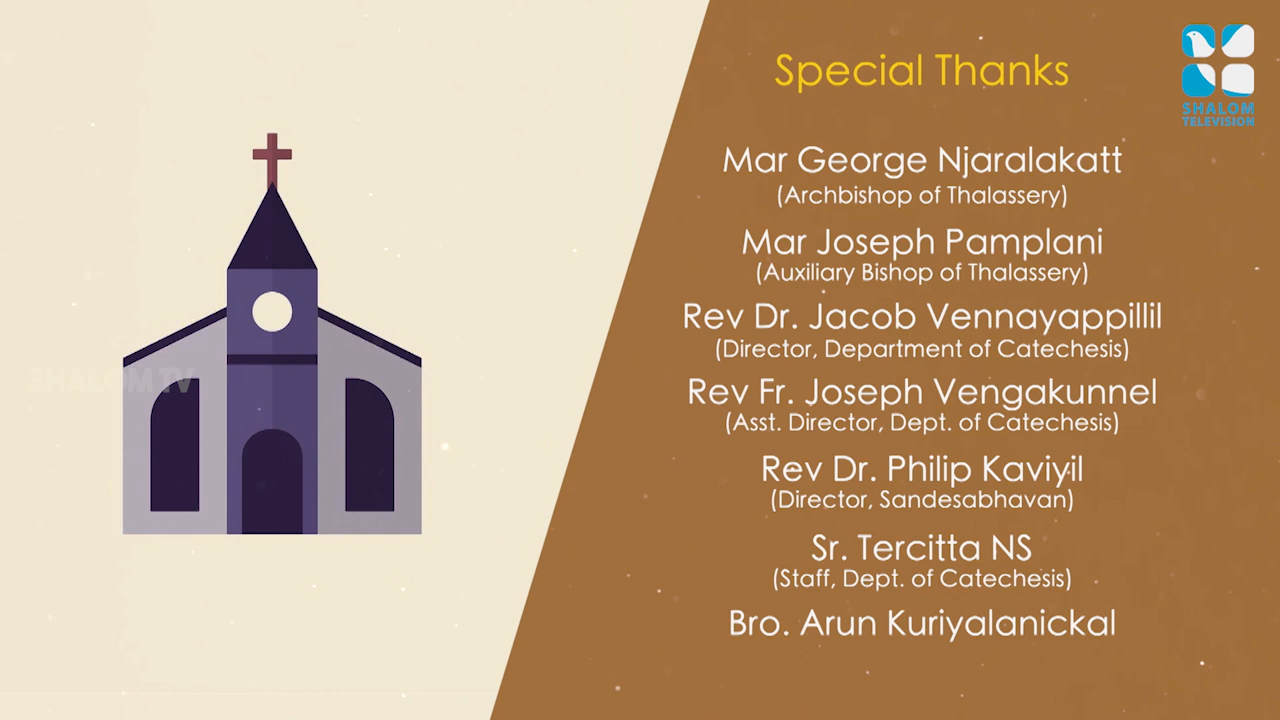 Special Thanks
SHALOM
TELEVISION
Mar George Njaralakatt
(Archbishop of Thalassery)
Mar Joseph Pamplani
(Auxiliary Bishop of Thalassery)
Rev Dr. Jacob Vennayappillil
(Director, Department of Catechesis)
Rev Fr. Joseph Vengakunnel
(Asst. Director, Dept. of Catechesis)
Rev Dr. Philip Kaviyil
(Director, Sandesabhavan)
Sr. Tercitta NS
(Staff, Dept. of Catechesis)
Bro. Arun Kuriyalanickal
SHALOM TV